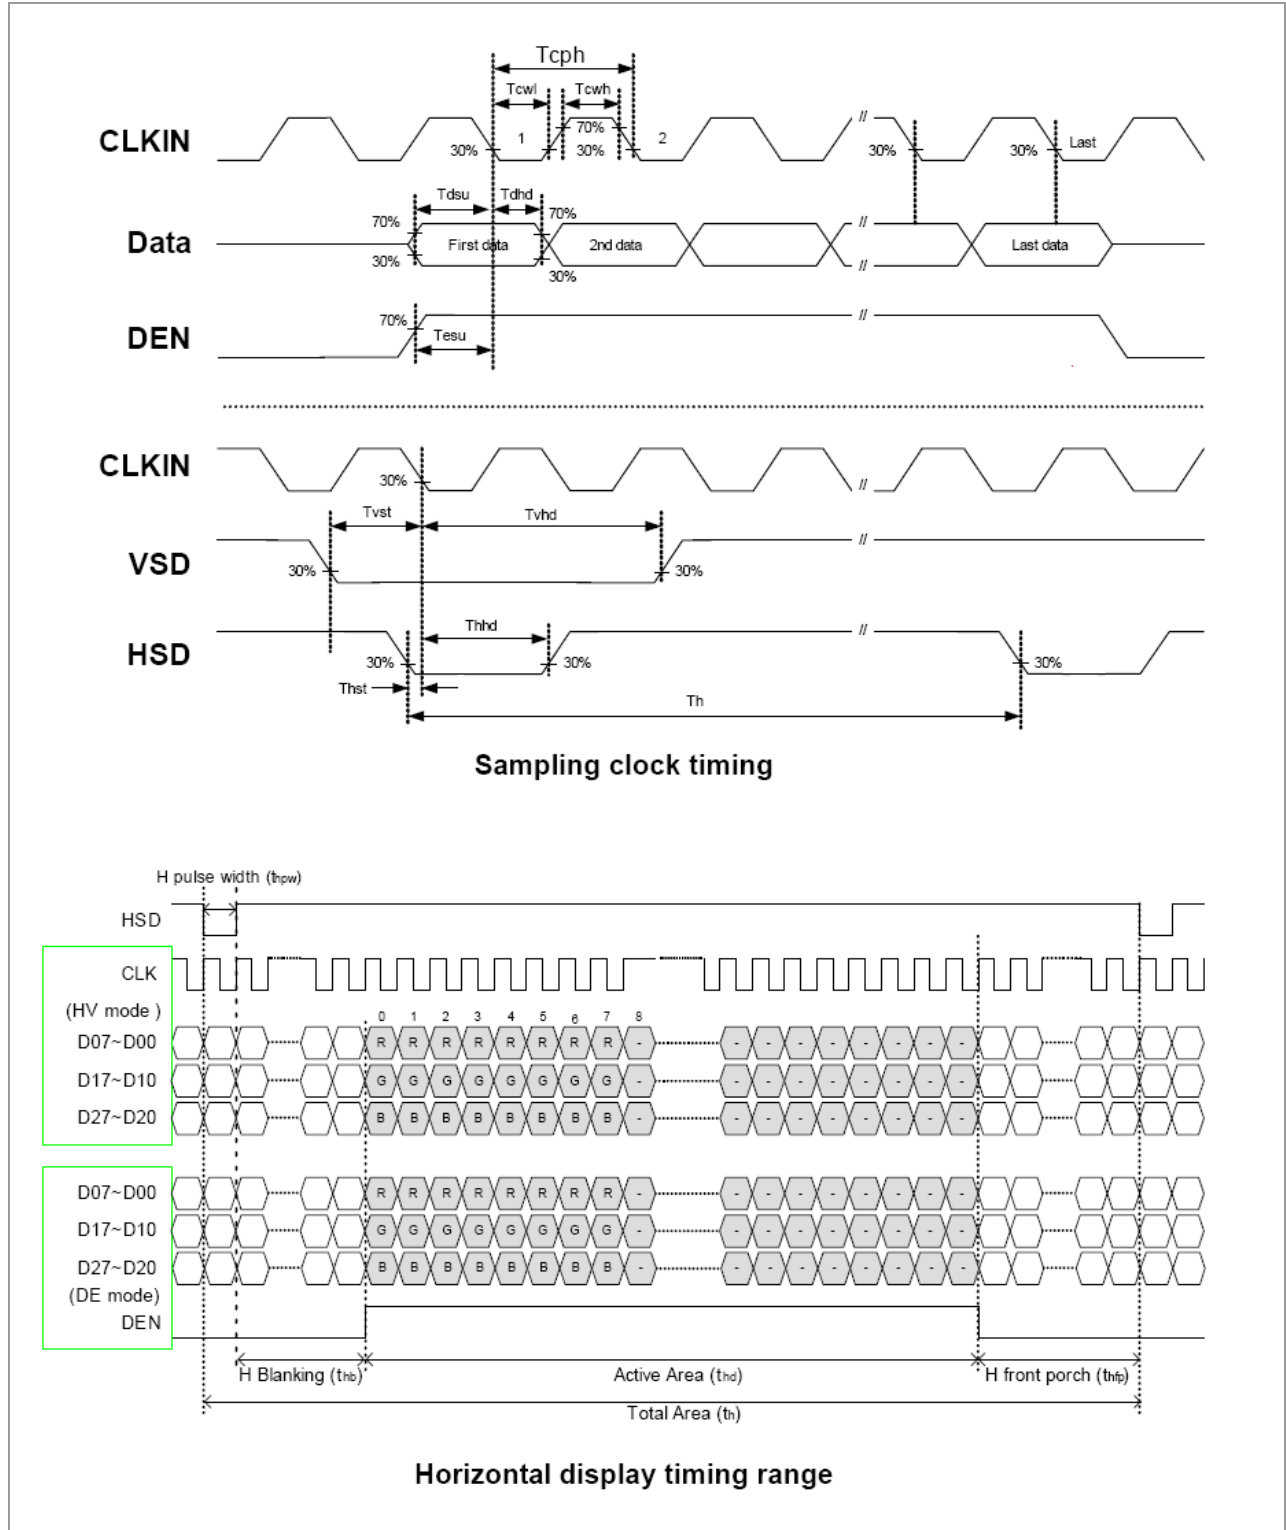 Tcph
Tcwl Tcwh
CLKIN 30% 1 70% 30% 2 // 30% 30% Last
Tdsu Tdhd
Data 70% 30% First data 70% 30% 2nd data // // Last data
DEN 70% Tesu //
CLKIN 30% //
Tvst Tvhd
VSD 30% 30% //
Thhd
HSD 30% 30% // 30%
Thst
Th
Sampling clock timing
H pulse width (thpw)
HSD
CLK
(HV mode )
0 1 2 3 4 5 6 7 8
D07~D00 R R R R R R R R - - - - - - - - -
D17~D10 G G G G G G G G - - - - - - - - -
D27~D20 B B B B B B B B - - - - - - - - -
D07~D00 R R R R R R R R - - - - - - - - -
D17~D10 G G G G G G G G - - - - - - - - -
D27~D20 B B B B B B B B - - - - - - - - -
(DE mode)
DEN
H Blanking (thb) Active Area (thd) H front porch (thfp)
Total Area (th)
Horizontal display timing range